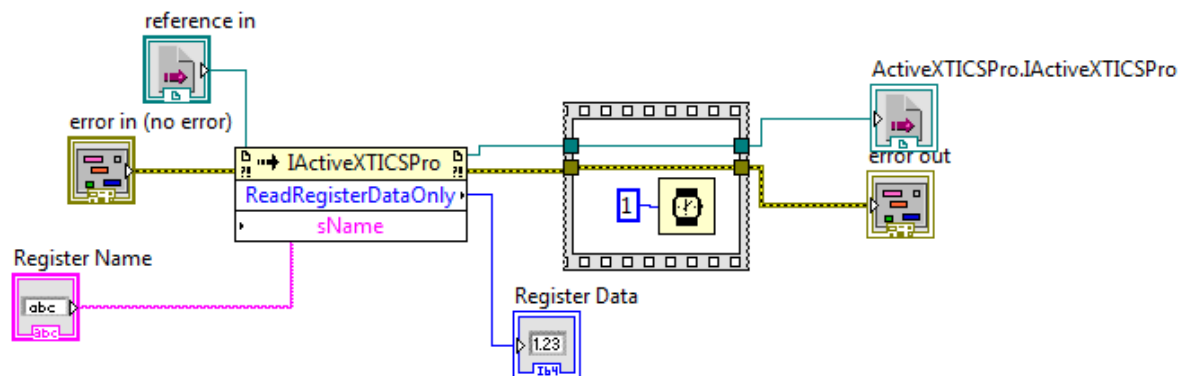 reference in
ActiveXTICSPro.IActiveXTICSPro
error in (no error)
error out
?!
IActiveXTICSPro
?!
ReadRegisterDataOnly
sName
1
Register Name
abc
abc
Register Data
1.23
I64